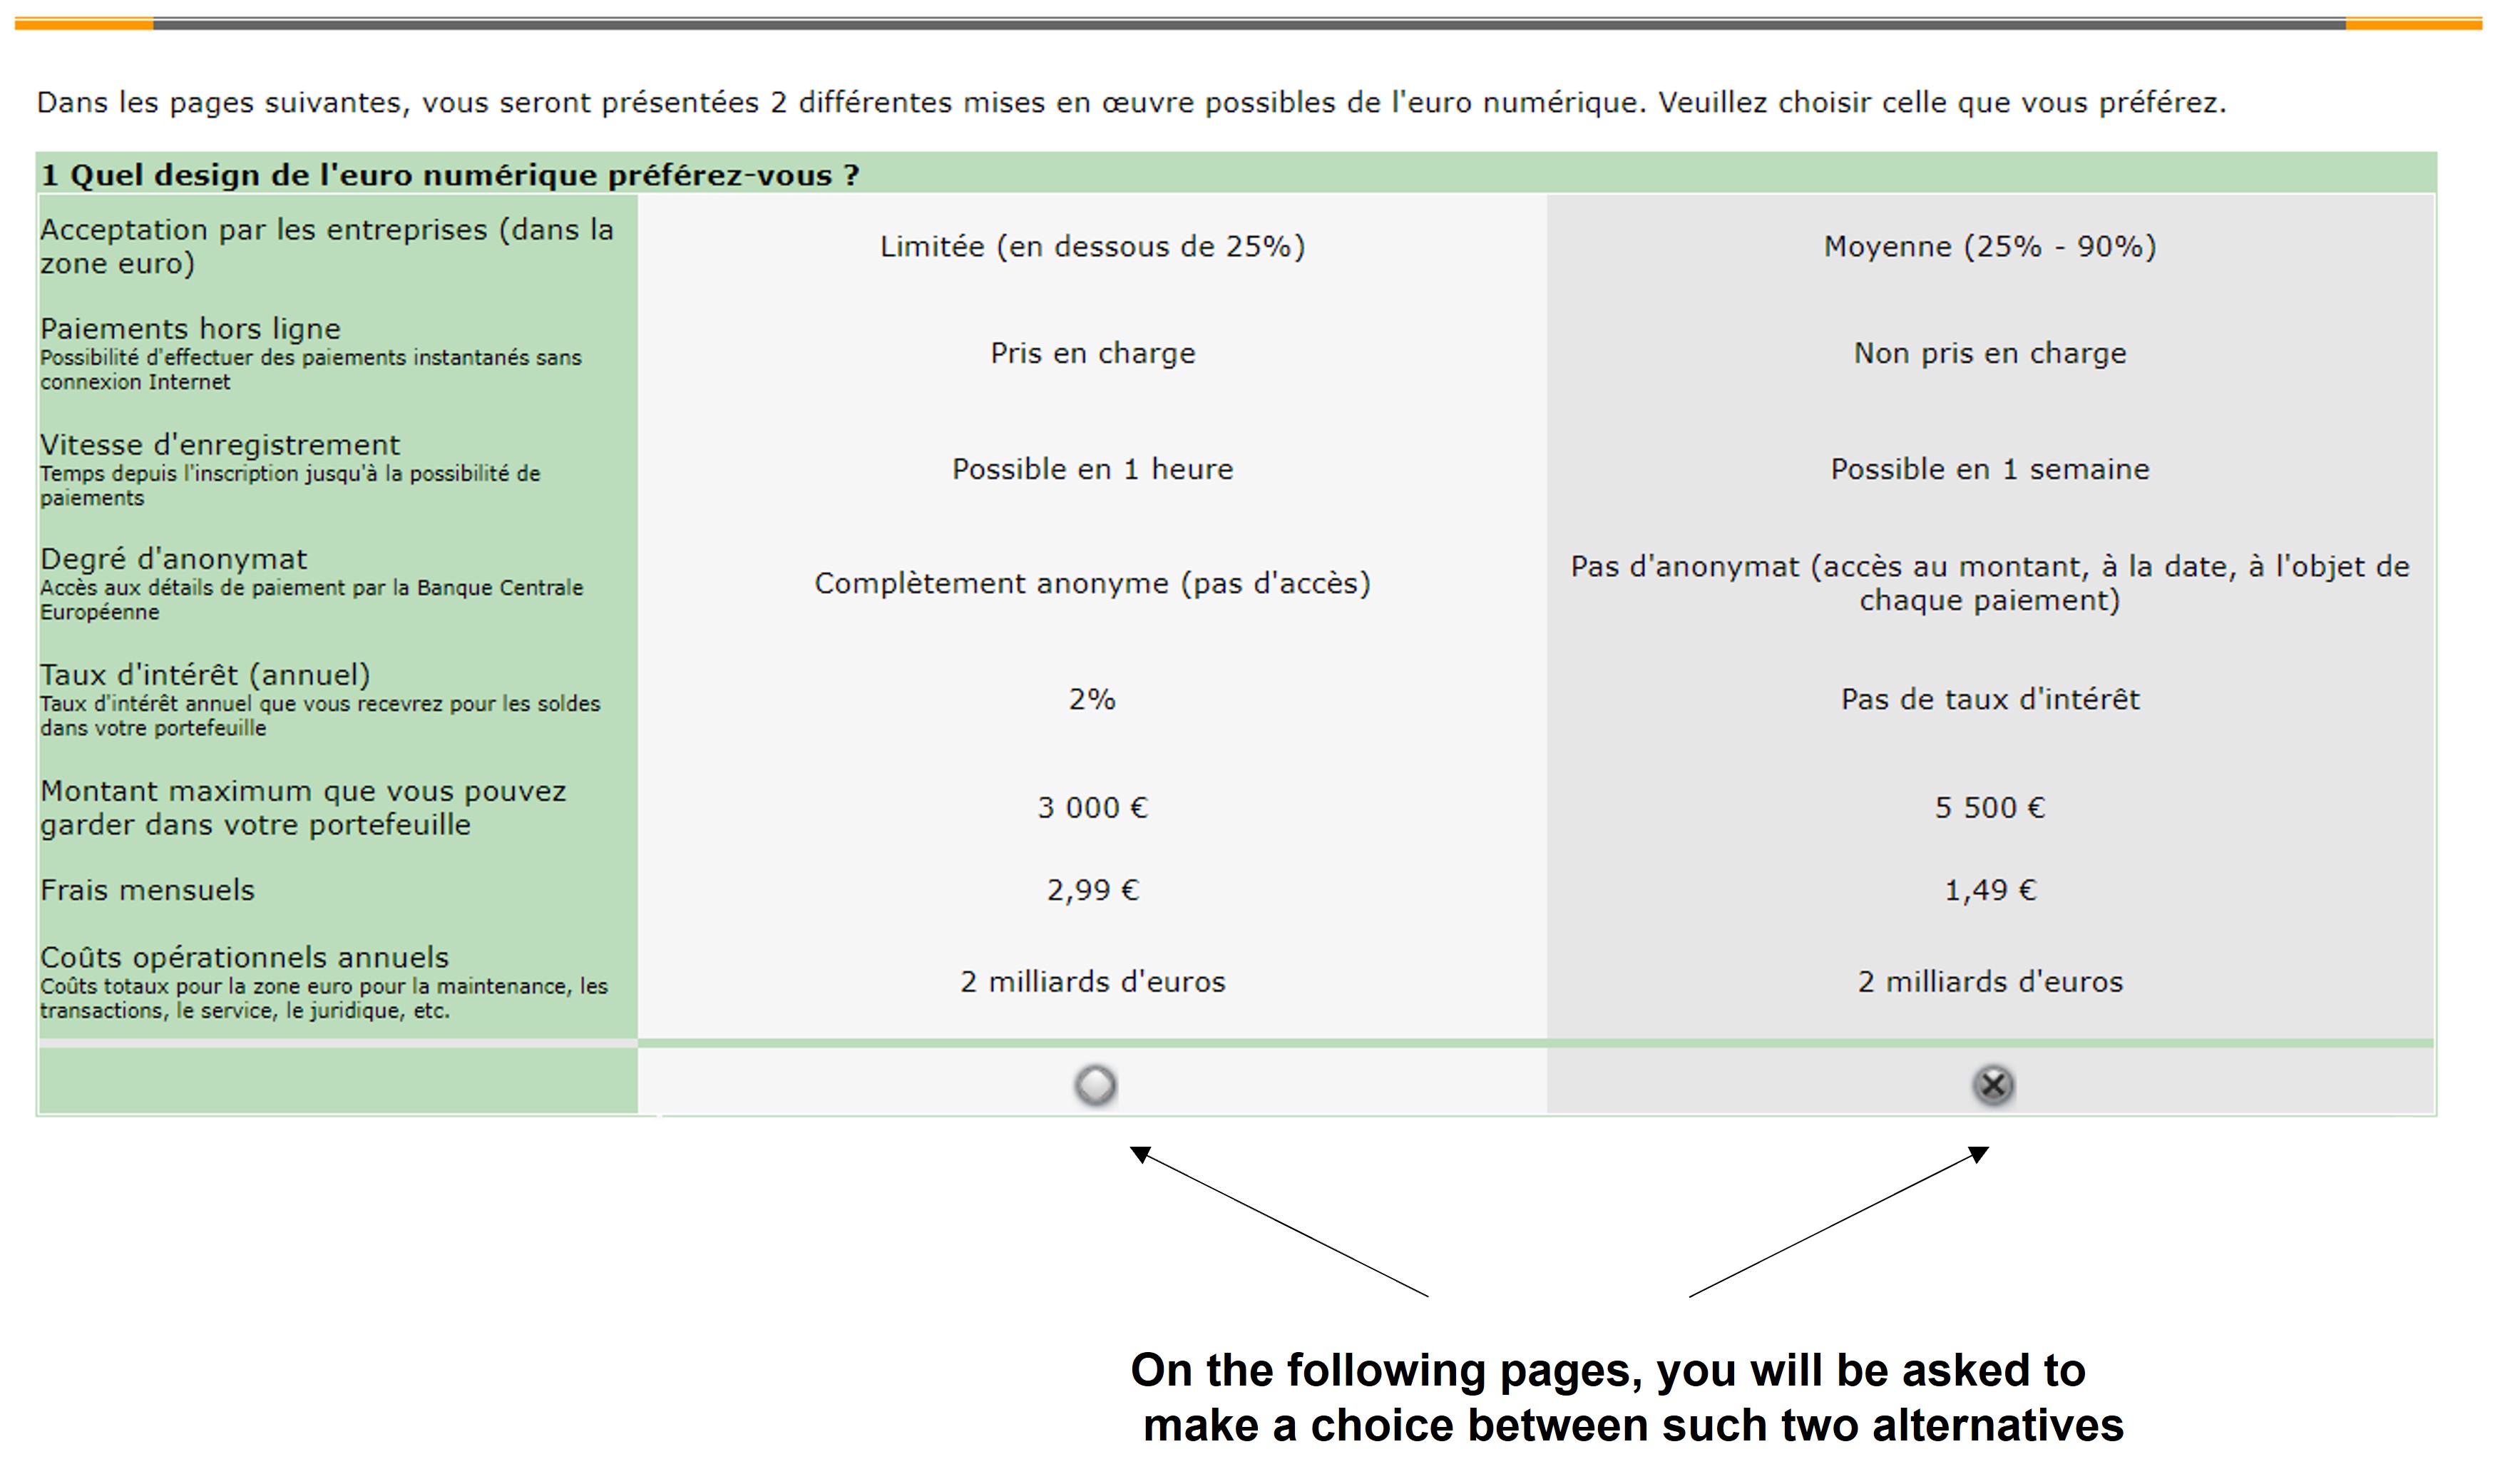 Dans les pages suivantes, vous seront présentées 2 différentes mises en œuvre possibles de l'euro numérique. Veuillez choisir celle que vous préférez.
1 Quel design de l'euro numérique préférez-vous ?
Acceptation par les entreprises (dans la
zone euro)
Limitée (en dessous de 25%)
Moyenne (25% - 90%)
Paiements hors ligne
Possibilité d'effectuer des paiements instantanés sans
connexion Internet
Pris en charge
Non pris en charge
Vitesse d'enregistrement
Temps depuis l'inscription jusqu'à la possibilité de
paiements
Possible en 1 heure
Possible en 1 semaine
Degré d'anonymat
Accès aux détails de paiement par la Banque Centrale
Européenne
Complètement anonyme (pas d'accès)
Pas d'anonymat (accès au montant, à la date, à l'objet de
chaque paiement)
Taux d'intérêt (annuel)
Taux d'intérêt annuel que vous recevrez pour les soldes
dans votre portefeuille
2%
Pas de taux d'intérêt
Montant maximum que vous pouvez
garder dans votre portefeuille
3 000 €
5 500 €
Frais mensuels
2,99 €
1,49 €
Coûts opérationnels annuels
Coûts totaux pour la zone euro pour la maintenance, les
transactions, le service, le juridique, etc.
2 milliards d'euros
2 milliards d'euros
On the following pages, you will be asked to
make a choice between such two alternatives